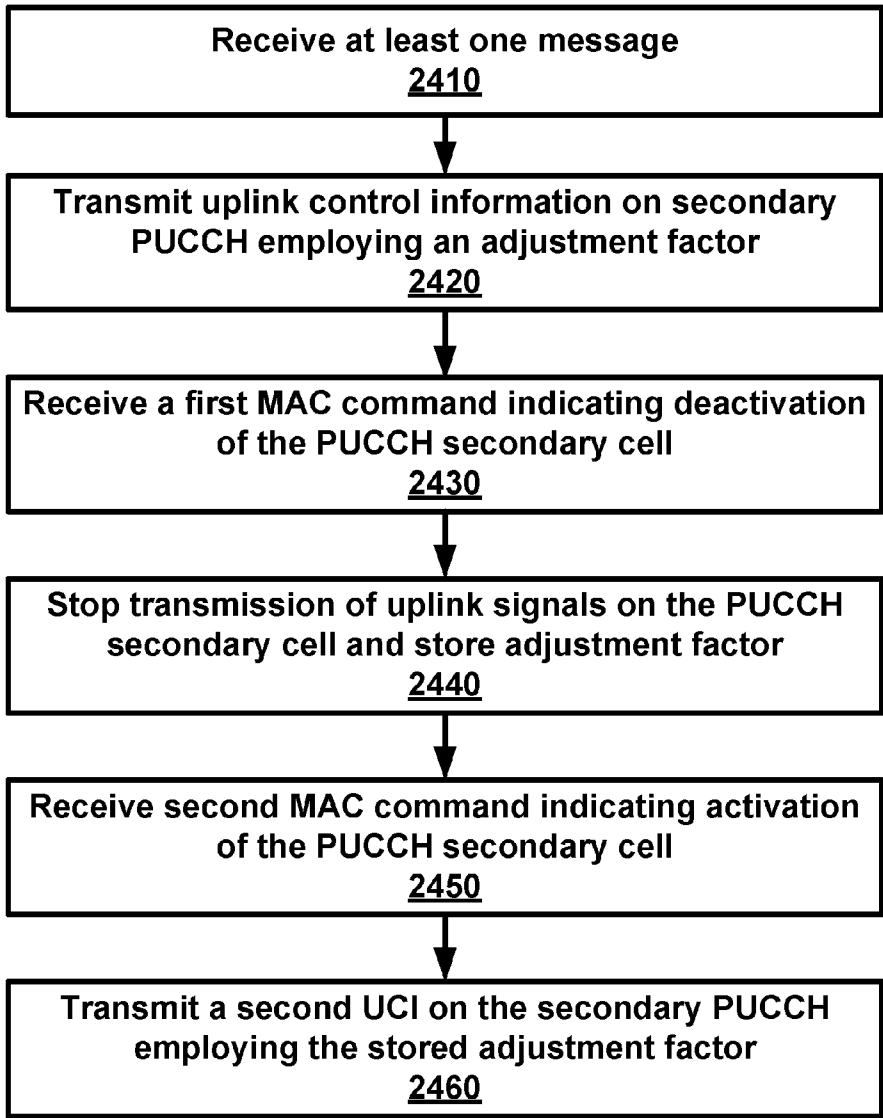 Receive at least one message
2410
Transmit uplink control information on secondary
PUCCH employing an adjustment factor
2420
Receive a first MAC command indicating deactivation
of the PUCCH secondary cell
2430
Stop transmission of uplink signals on the PUCCH
secondary cell and store adjustment factor
2440
Receive second MAC command indicating activation
of the PUCCH secondary cell
2450
Transmit a second UCI on the secondary PUCCH
employing the stored adjustment factor
2460